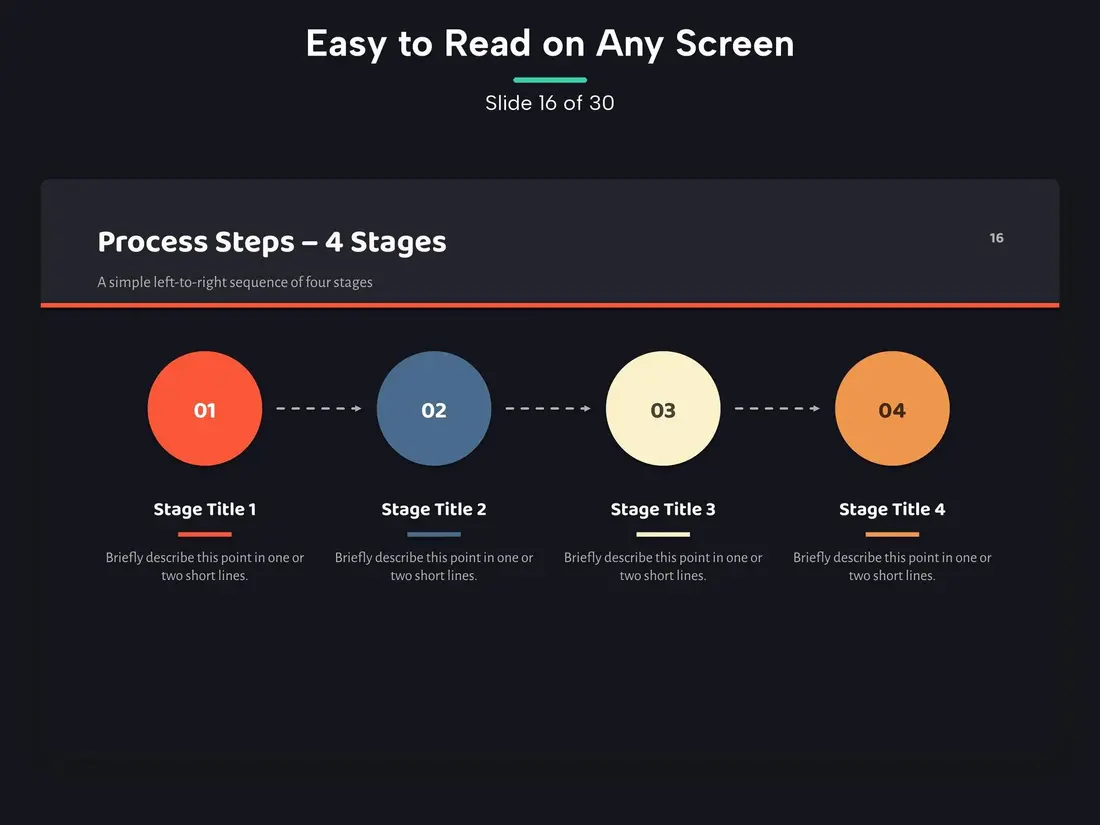 Easy to Read on Any Screen
Slide 16 of 30
Process Steps – 4 Stages
16
A simple left-to-right sequence of four stages
01
02
03
04
Stage Title 1
Briefly describe this point in one or
two short lines.
Stage Title 2
Briefly describe this point in one or
two short lines.
Stage Title 3
Briefly describe this point in one or
two short lines.
Stage Title 4
Briefly describe this point in one or
two short lines.